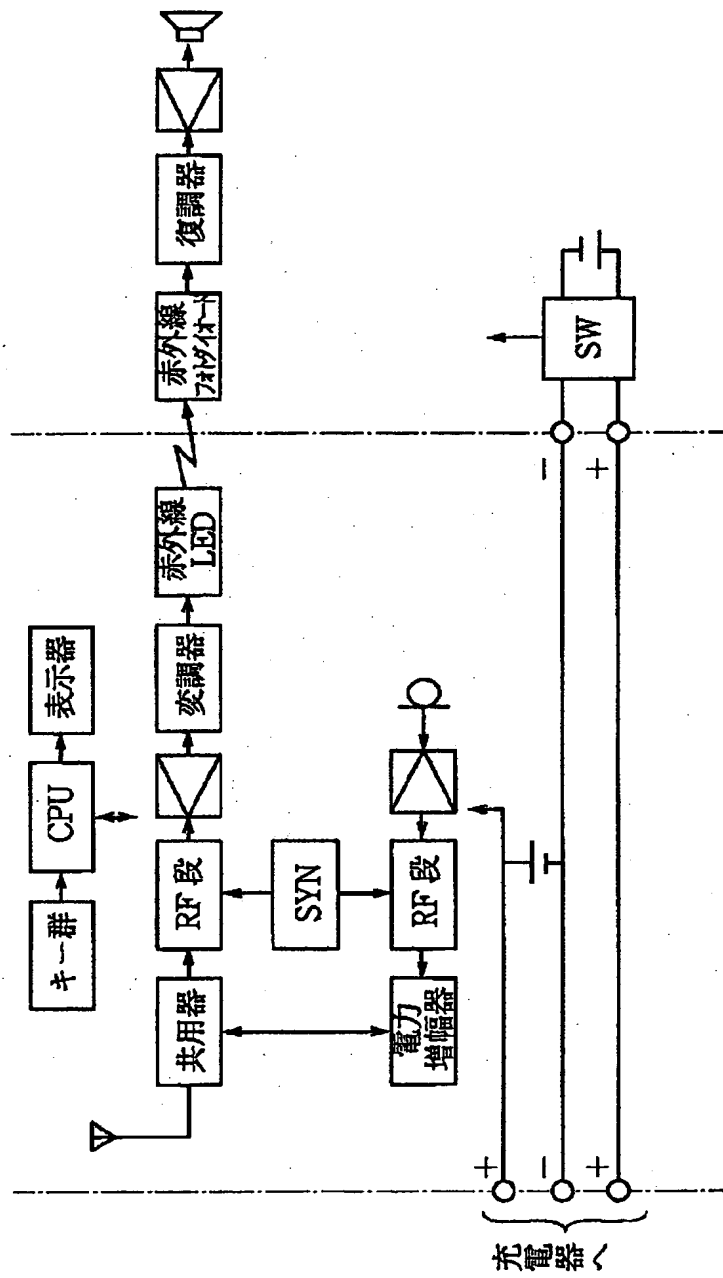 キー群
CPU
表示器
共用器
RF段
変調器
赤外線
LED
赤外線
フォトダイオード
復調器
SYN
電力
増幅器
RF段
SW
+
−
+
−
+
充電器へ